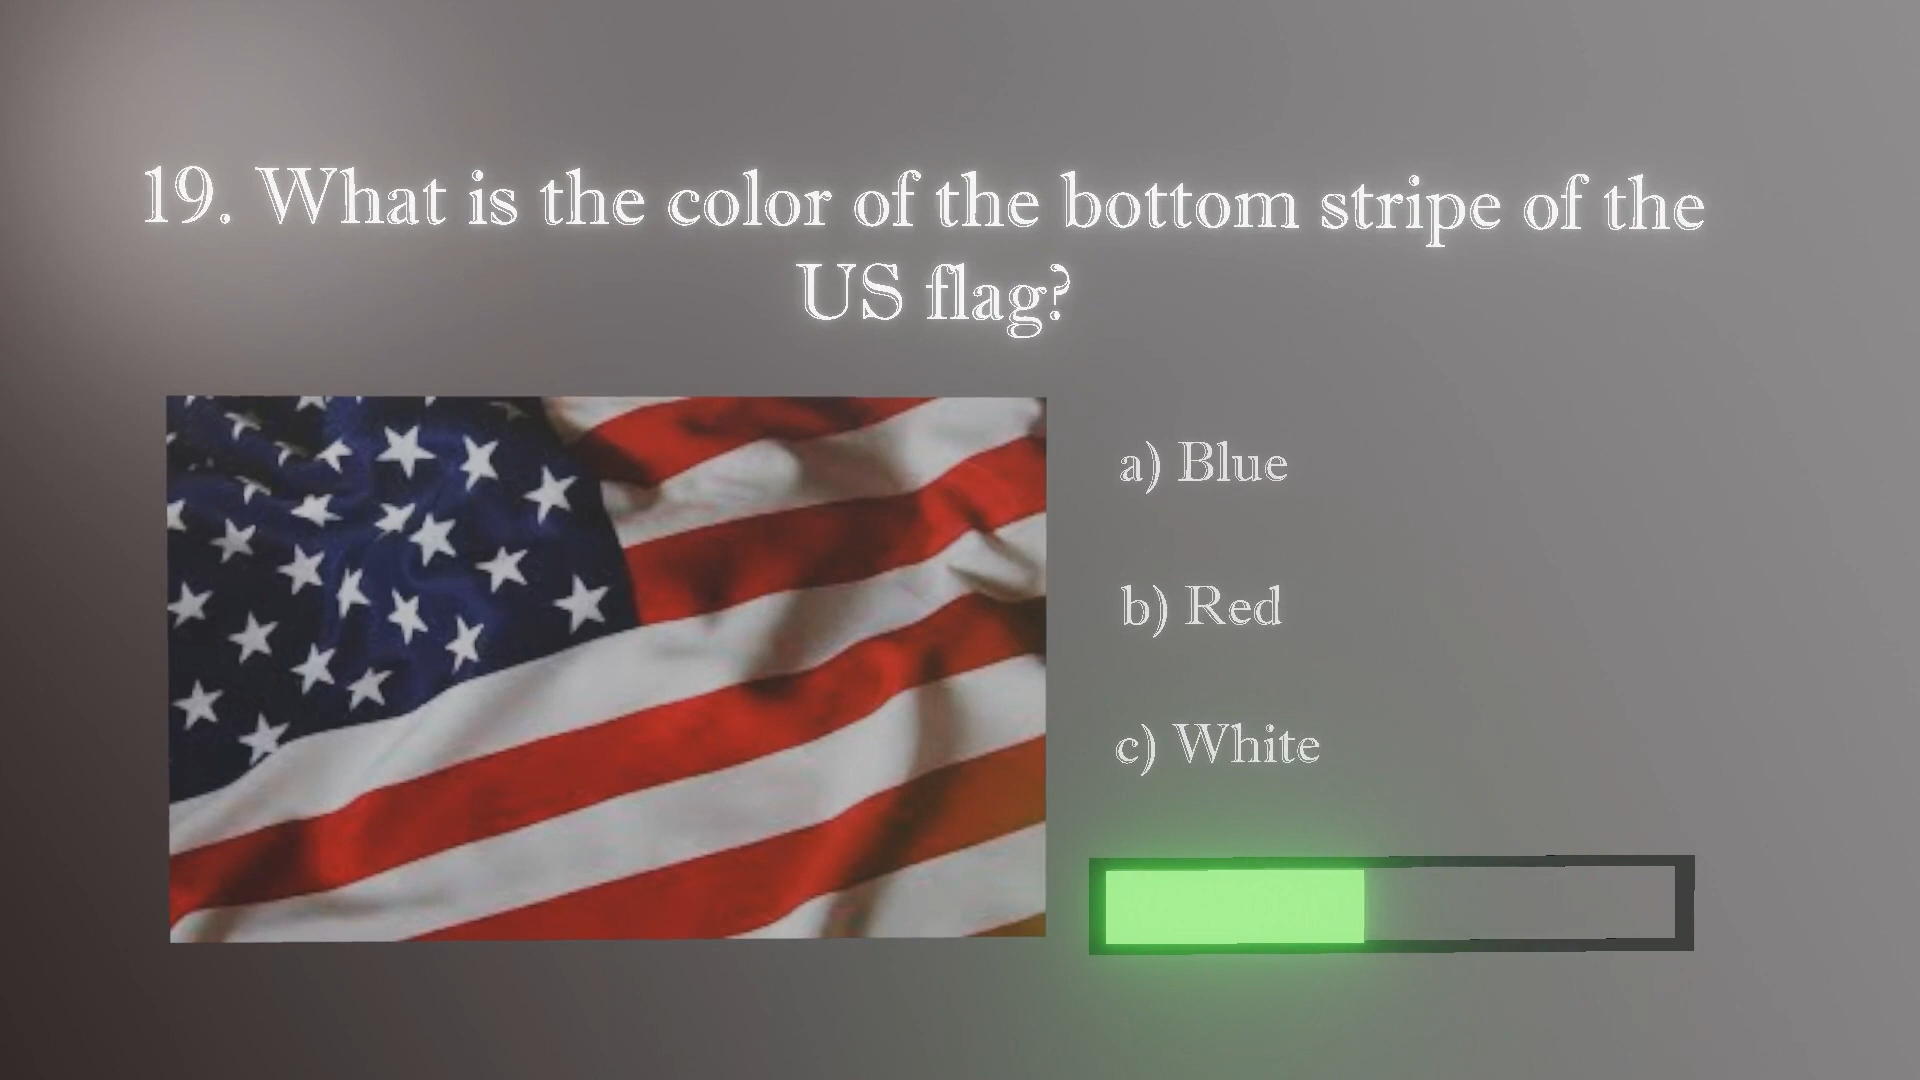 19. What is the color of the bottom stripe of the
US flag?
a) Blue
b) Red
c) White